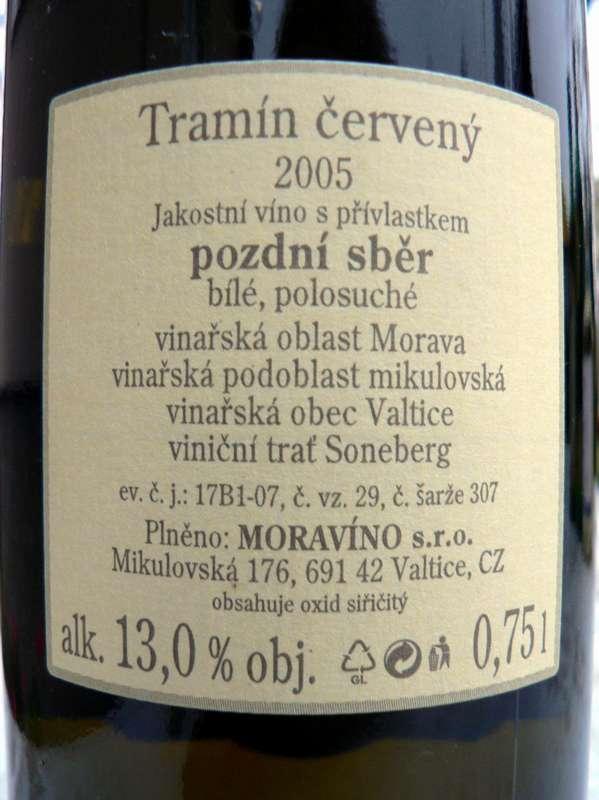 Tramín červený
2005
Jakostní víno s přívlastkem
pozdní sběr
bílé, polosuché
vinařská oblast Morava
vinařská podoblast mikulovská
vinařská obec Valtice
viniční trať Soneberg
ev. č. j.: 17B1-07, č. vz. 29, č. šarže 307
Plněno: MORAVÍNO s.r.o.
Mikulovská 176, 691 42 Valtice, CZ
obsahuje oxid siřičitý
alk. 13,0 % obj. GL 0,75 l